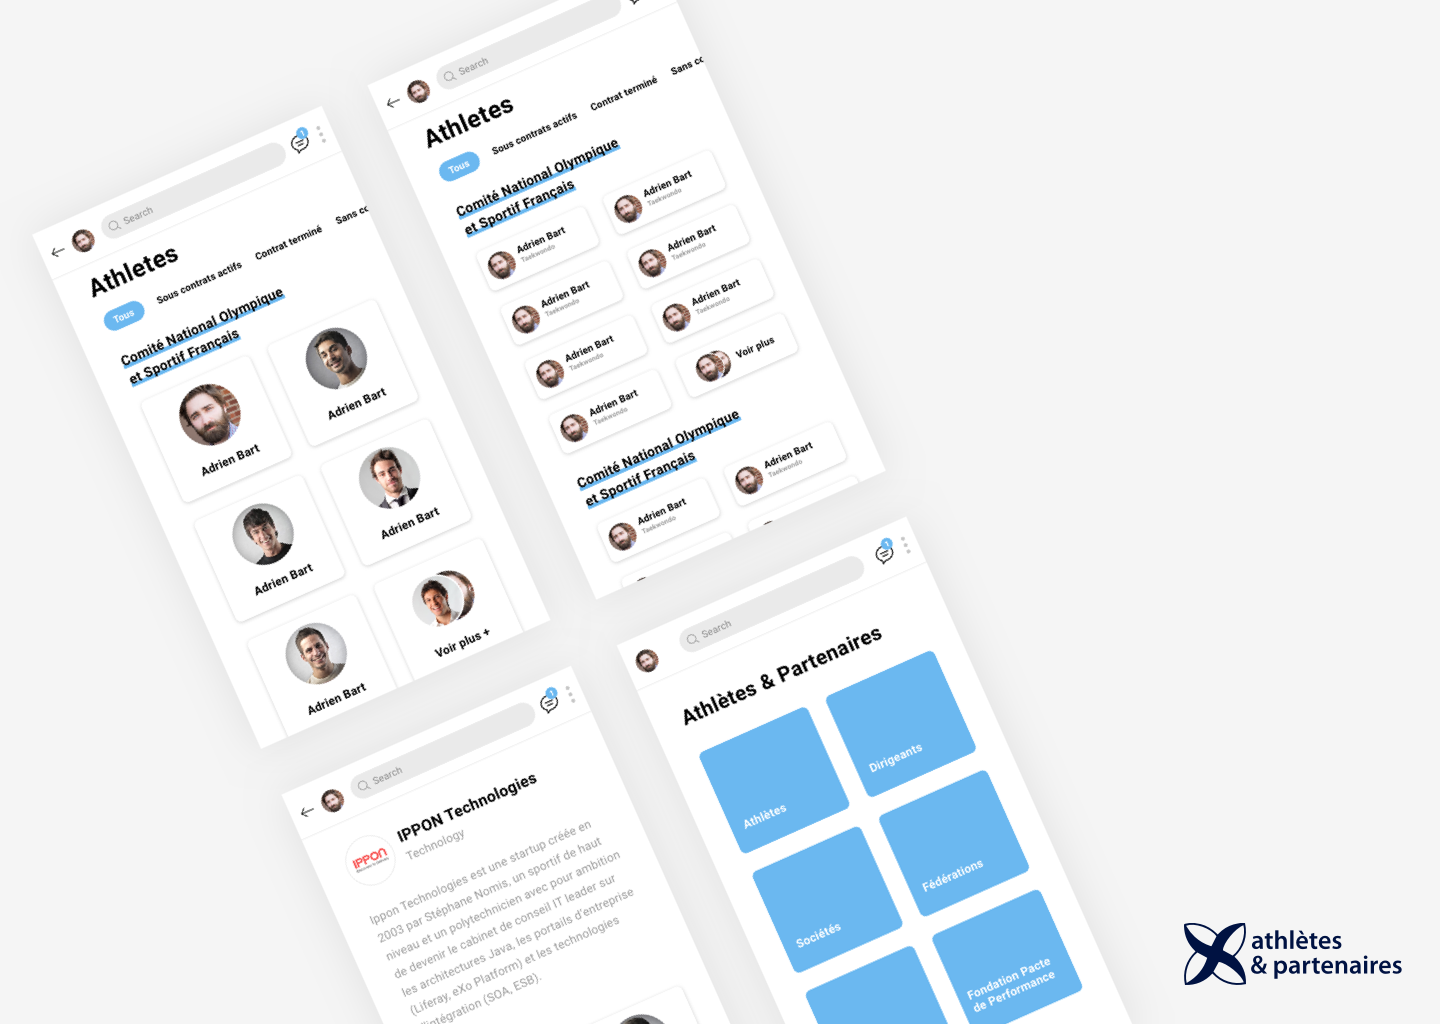 1
Search
Athletes
Tous
Sous contrats actifs
Contrat terminé
Comité National Olympique
et Sportif Français
Adrien Bart
Adrien Bart
Adrien Bart
Adrien Bart
Adrien Bart
Voir plus +
Search
Athletes
Tous
Sous contrats actifs
Contrat terminé
Comité National Olympique
et Sportif Français
Adrien Bart
Taekwondo
Adrien Bart
Taekwondo
Adrien Bart
Taekwondo
Adrien Bart
Taekwondo
Adrien Bart
Taekwondo
Adrien Bart
Taekwondo
Adrien Bart
Taekwondo
Voir plus
Comité National Olympique
et Sportif Français
Adrien Bart
Taekwondo
Adrien Bart
Taekwondo
1
Search
IPPON
IPPON Technologies
Technology
Ippon Technologies est une startup créée en
2003 par Stéphane Nomis, un sportif de haut
niveau et un polytechnicien avec pour ambition
de devenir le cabinet de conseil IT leader sur
les architectures Java, les portails d'entreprise
(Liferay, eXo Platform) et les technologies
d'intégration (SOA, ESB).
1
Search
Athlètes & Partenaires
Athlètes
Dirigeants
Sociétés
Fédérations
Fondation Pacte
de Performance
athlètes
& partenaires